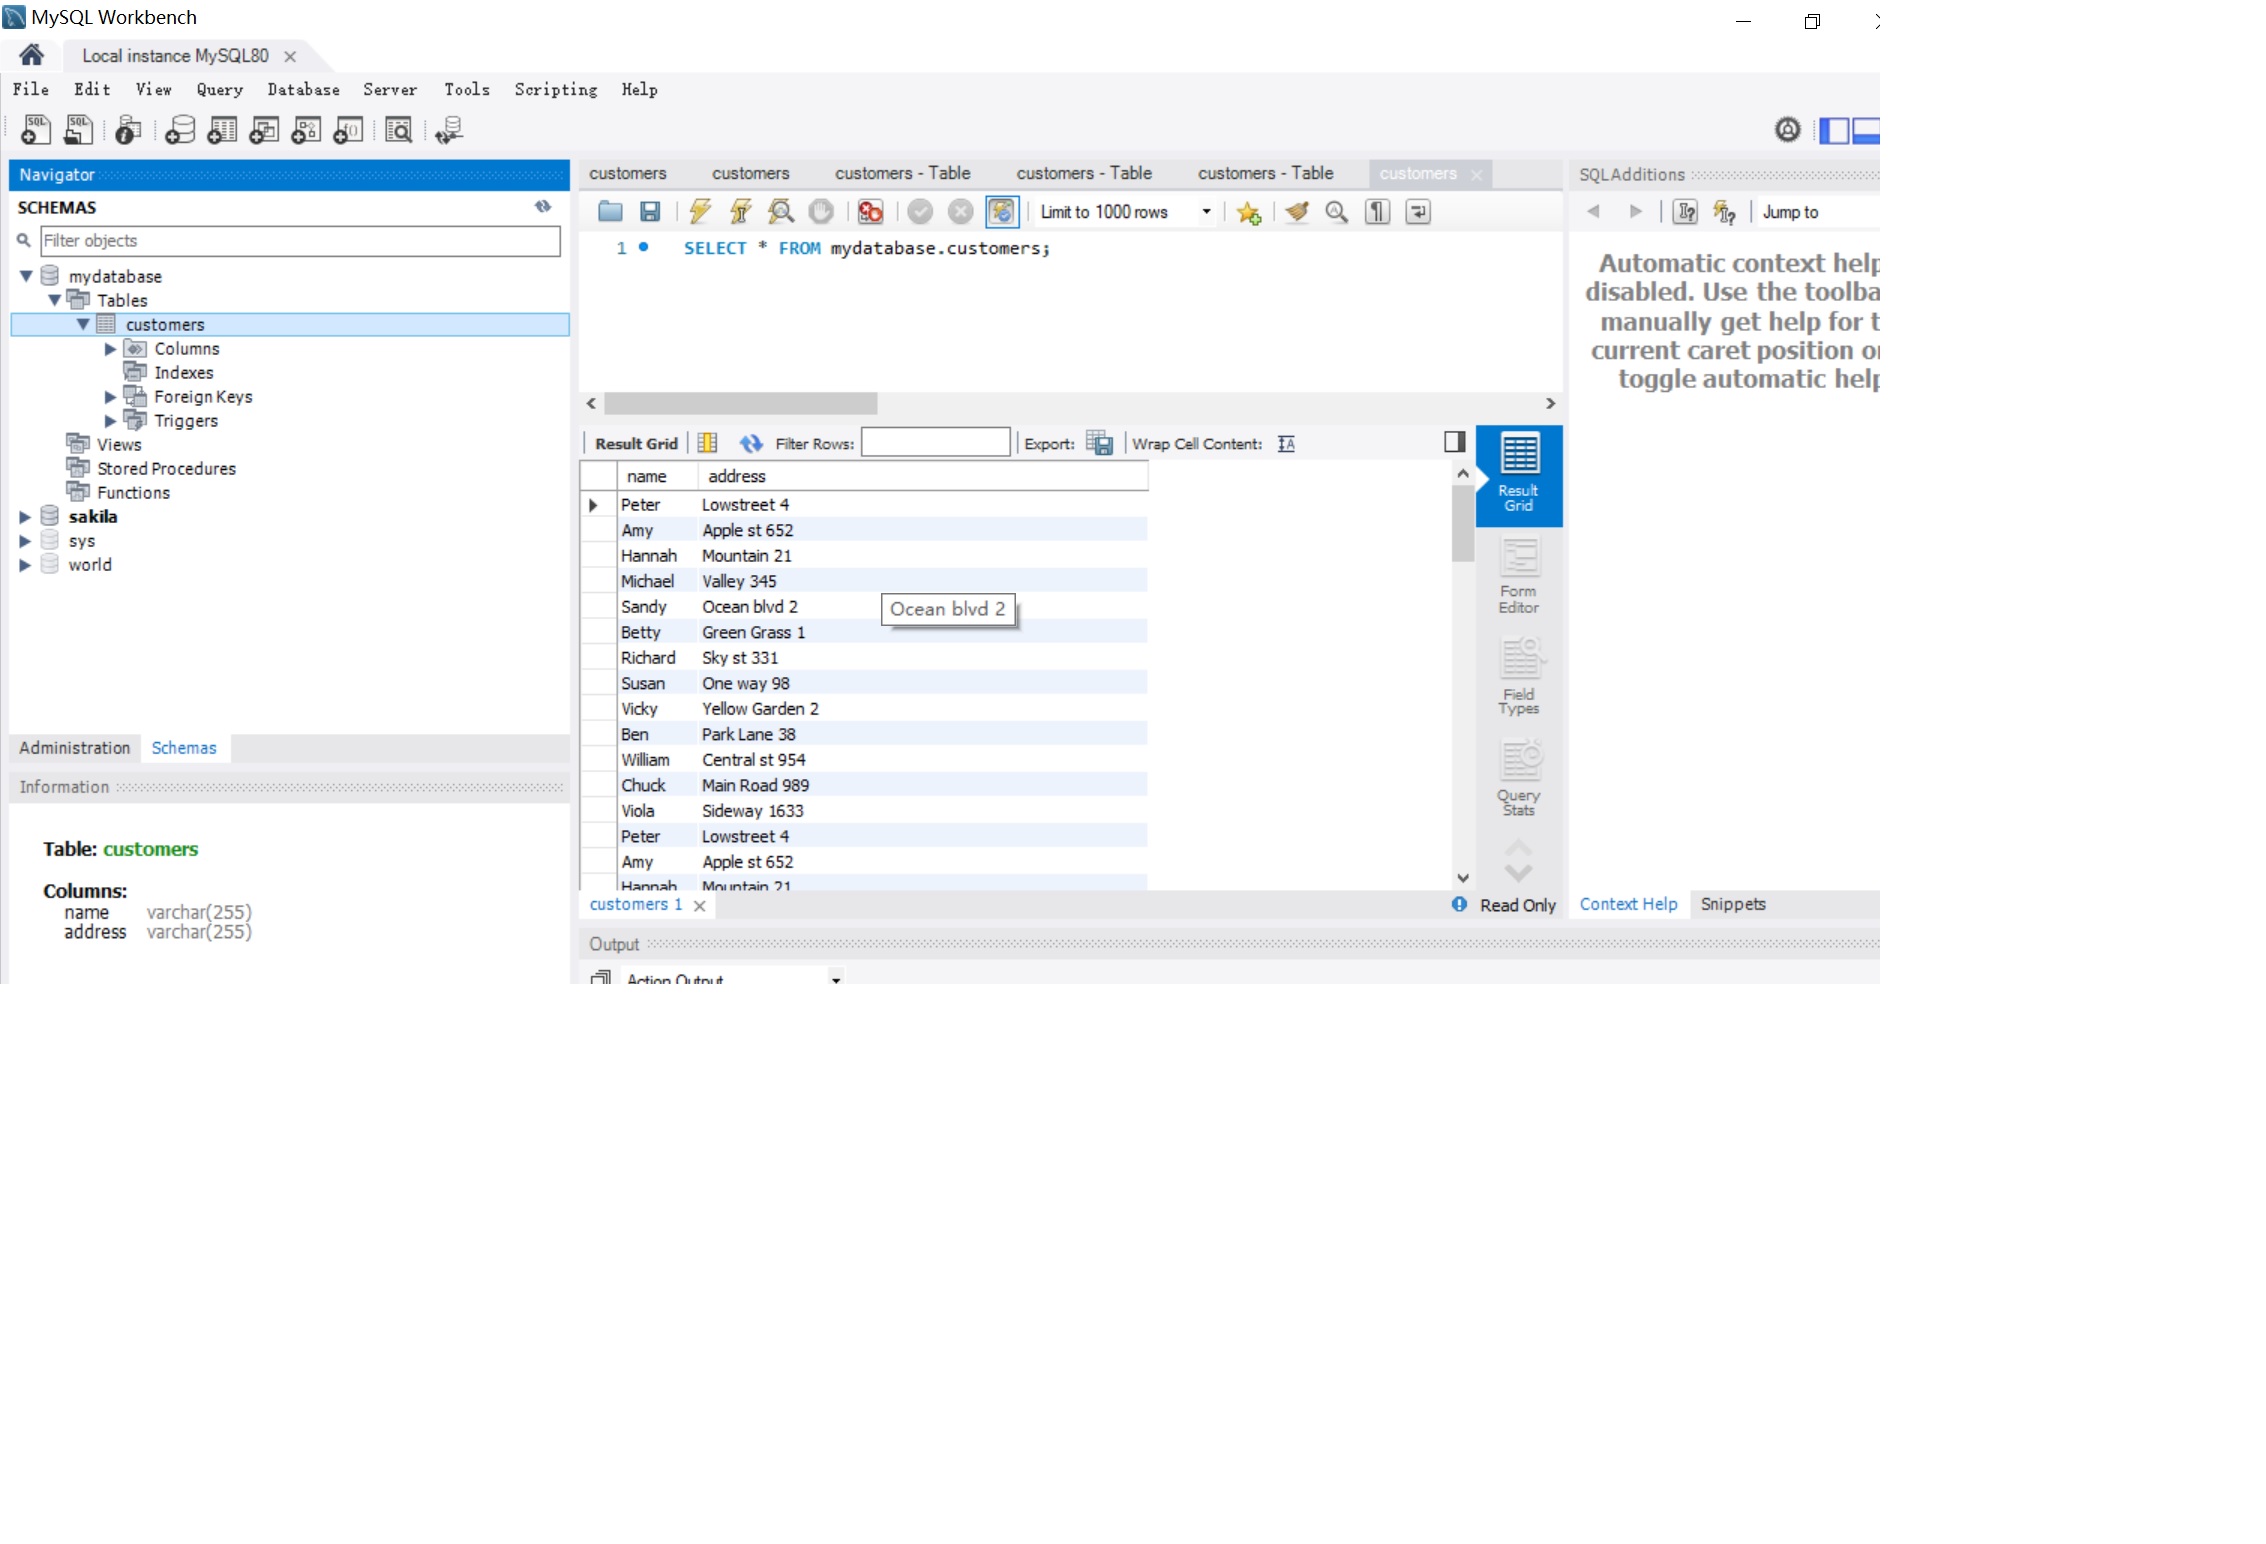 MySQL Workbench
Local instance MySQL80
File Edit View Query Database Server Tools Scripting Help
Navigator
SCHEMAS
Filter objects
mydatabase
Tables
customers
Columns
Indexes
Foreign Keys
Triggers
Views
Stored Procedures
Functions
sakila
sys
world
Administration Schemas
Information
Table: customers
Columns:
name varchar(255)
address varchar(255)
customers customers customers - Table customers - Table customers - Table customers
Limit to 1000 rows
1 SELECT * FROM mydatabase.customers;
Result Grid Filter Rows: Export: Wrap Cell Content:
name address
Peter Lowstreet 4
Amy Apple st 652
Hannah Mountain 21
Michael Valley 345
Sandy Ocean blvd 2
Ocean blvd 2
Betty Green Grass 1
Richard Sky st 331
Susan One way 98
Vicky Yellow Garden 2
Ben Park Lane 38
William Central st 954
Chuck Main Road 989
Viola Sideway 1633
Peter Lowstreet 4
Amy Apple st 652
Hannah Mountain 21
Result
Grid
Form
Editor
Field
Types
Query
Stats
customers 1
Read Only
Output
Action Output
SQLAdditions
Jump to
Automatic context help
disabled. Use the toolba
manually get help for t
current caret position o
toggle automatic help
Context Help Snippets